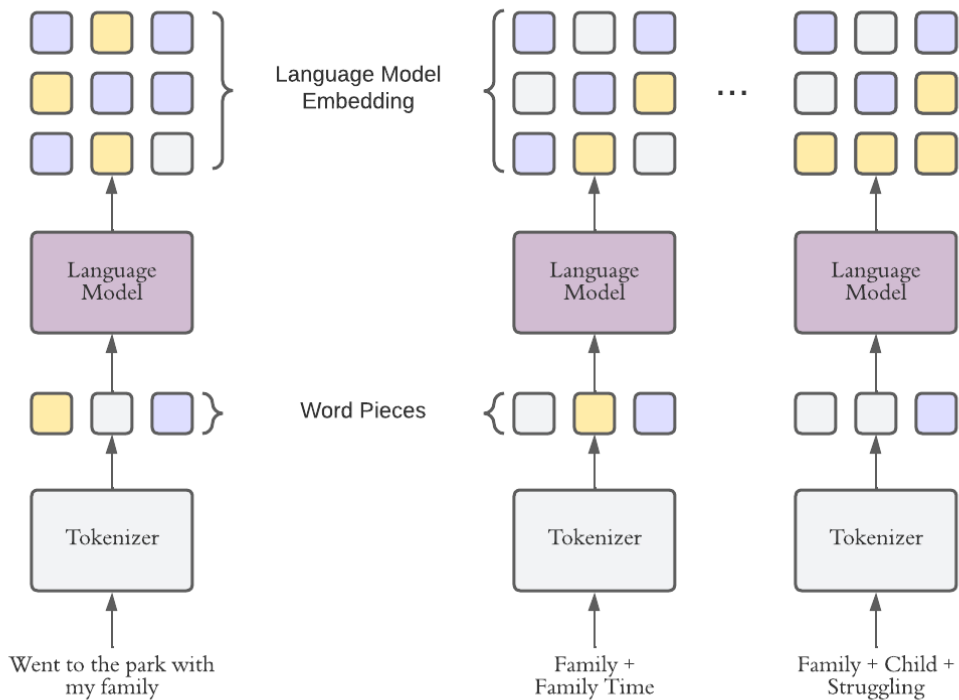 Language Model
Embedding
...
Language
Model
Language
Model
Language
Model
Word Pieces
Tokenizer
Tokenizer
Tokenizer
Went to the park with
my family
Family +
Family Time
Family + Child +
Struggling